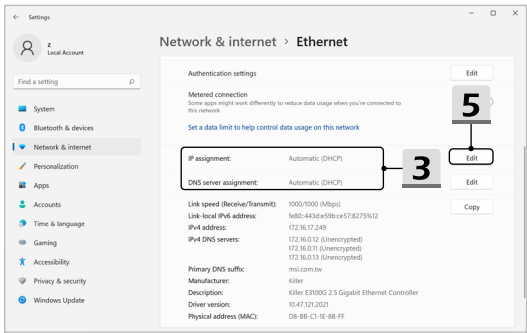 Settings
z
Local Account
Find a setting
System
Bluetooth & devices
Network & internet
Personalization
Apps
Accounts
Time & language
Gaming
Accessibility
Privacy & security
Windows Update
Network & internet > Ethernet
Authentication settings
Edit
Metered connection
Some apps might work differently to reduce data usage when you're connected to
this network
5
Set a data limit to help control data usage on this network
IP assignment: Automatic (DHCP)
3
Edit
DNS server assignment: Automatic (DHCP)
Edit
Link speed (Receive/Transmit): 1000/1000 (Mbps)
Copy
Link-local IPv6 address: fe80::443d:e59b:ce57:8275%12
IPv4 address: 172.16.17.249
IPv4 DNS servers: 172.16.0.12 (Unencrypted)
172.16.0.11 (Unencrypted)
172.16.0.13 (Unencrypted)
Primary DNS suffix: msi.com.tw
Manufacturer: Killer
Description: Killer E3100G 2.5 Gigabit Ethernet Controller
Driver version: 10.47.121.2021
Physical address (MAC): D8-BB-C1-1E-8B-FF